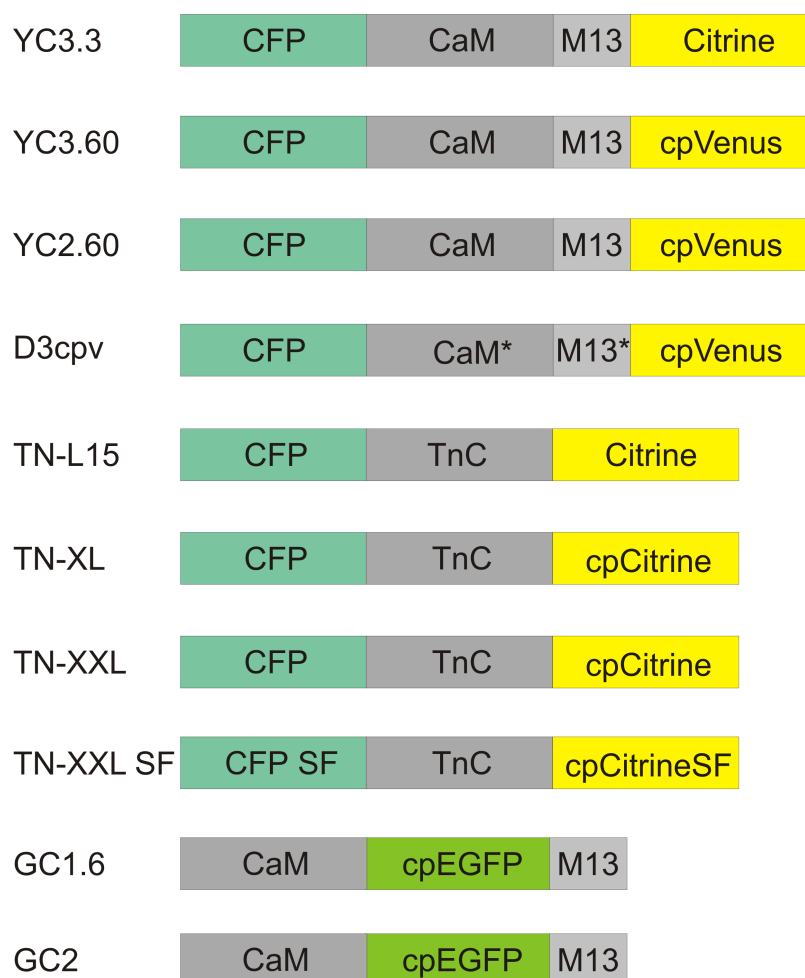 YC3.3 CFP CaM M13 Citrine
YC3.60 CFP CaM M13 cpVenus
YC2.60 CFP CaM M13 cpVenus
D3cpv CFP CaM* M13* cpVenus
TN-L15 CFP TnC Citrine
TN-XL CFP TnC cpCitrine
TN-XXL CFP TnC cpCitrine
TN-XXL SF CFP SF TnC cpCitrineSF
GC1.6 CaM cpEGFP M13
GC2 CaM cpEGFP M13